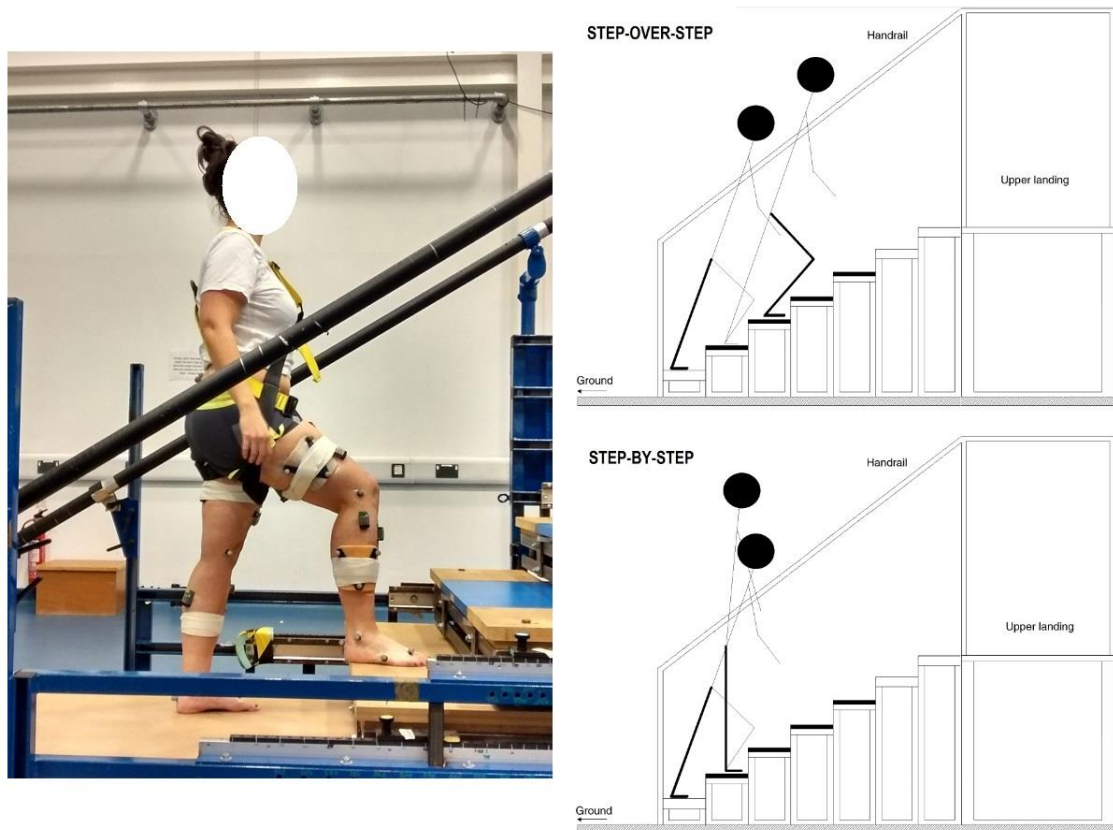 STEP-OVER-STEP
Handrail
Upper landing
Ground
STEP-BY-STEP
Handrail
Upper landing
Ground